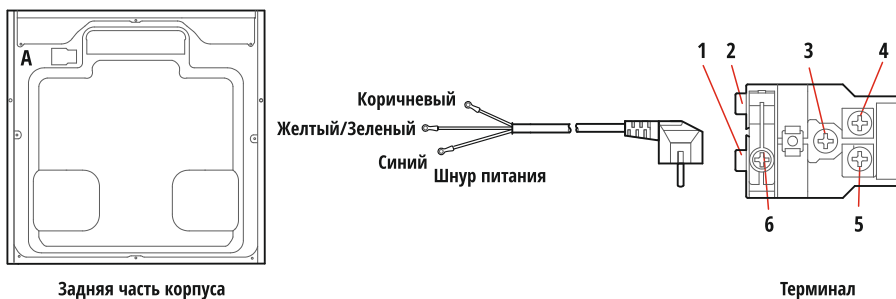 A
Коричневый
Желтый/Зеленый
Синий
Шнур питания
1 2 3 4
6 5
Задняя часть корпуса
Терминал